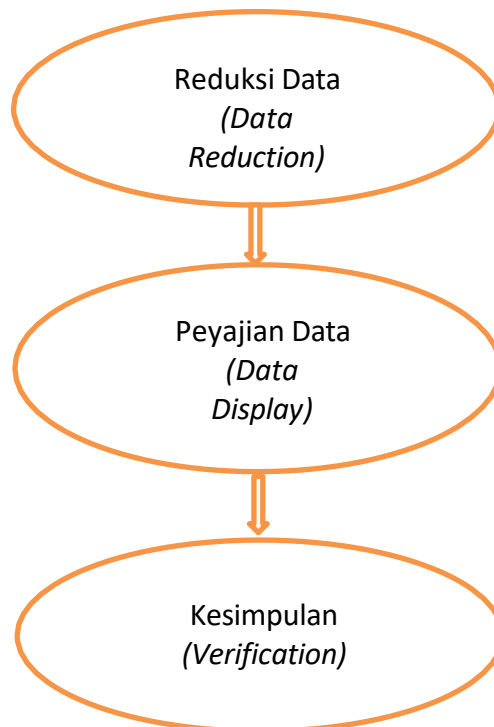 Reduksi Data
(Data
Reduction)
Peyajian Data
(Data
Display)
Kesimpulan
(Verification)